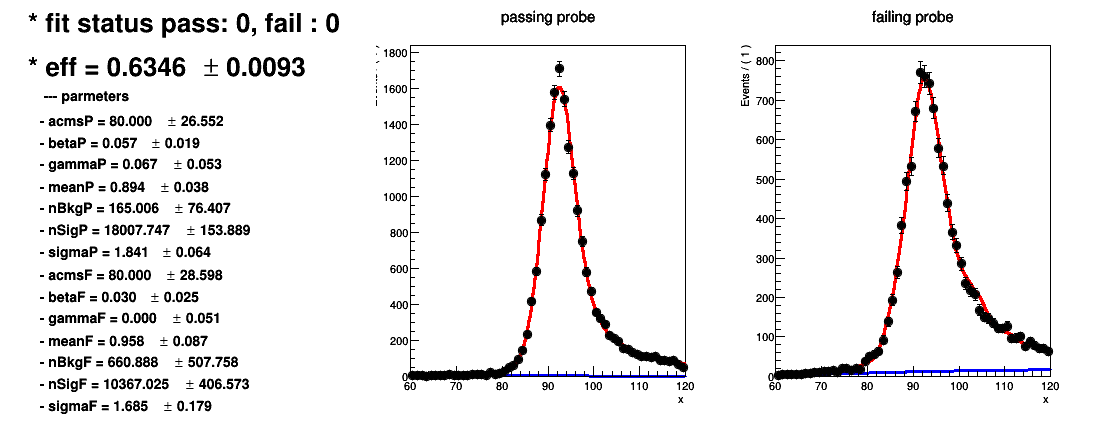 * fit status pass: 0, fail : 0
* eff = 0.6346 ± 0.0093
--- parmeters
- acmsP = 80.000 ± 26.552
- betaP = 0.057 ± 0.019
- gammaP = 0.067 ± 0.053
- meanP = 0.894 ± 0.038
- nBkgP = 165.006 ± 76.407
- nSigP = 18007.747 ± 153.889
- sigmaP = 1.841 ± 0.064
- acmsF = 80.000 ± 28.598
- betaF = 0.030 ± 0.025
- gammaF = 0.000 ± 0.051
- meanF = 0.958 ± 0.087
- nBkgF = 660.888 ± 507.758
- nSigF = 10367.025 ± 406.573
- sigmaF = 1.685 ± 0.179
passing probe
1800
1600
1400
1200
1000
800
600
400
200
0
60 70 80 90 100 110 120
x
failing probe
Events / ( 1 )
800
700
600
500
400
300
200
100
0
60 70 80 90 100 110 120
x